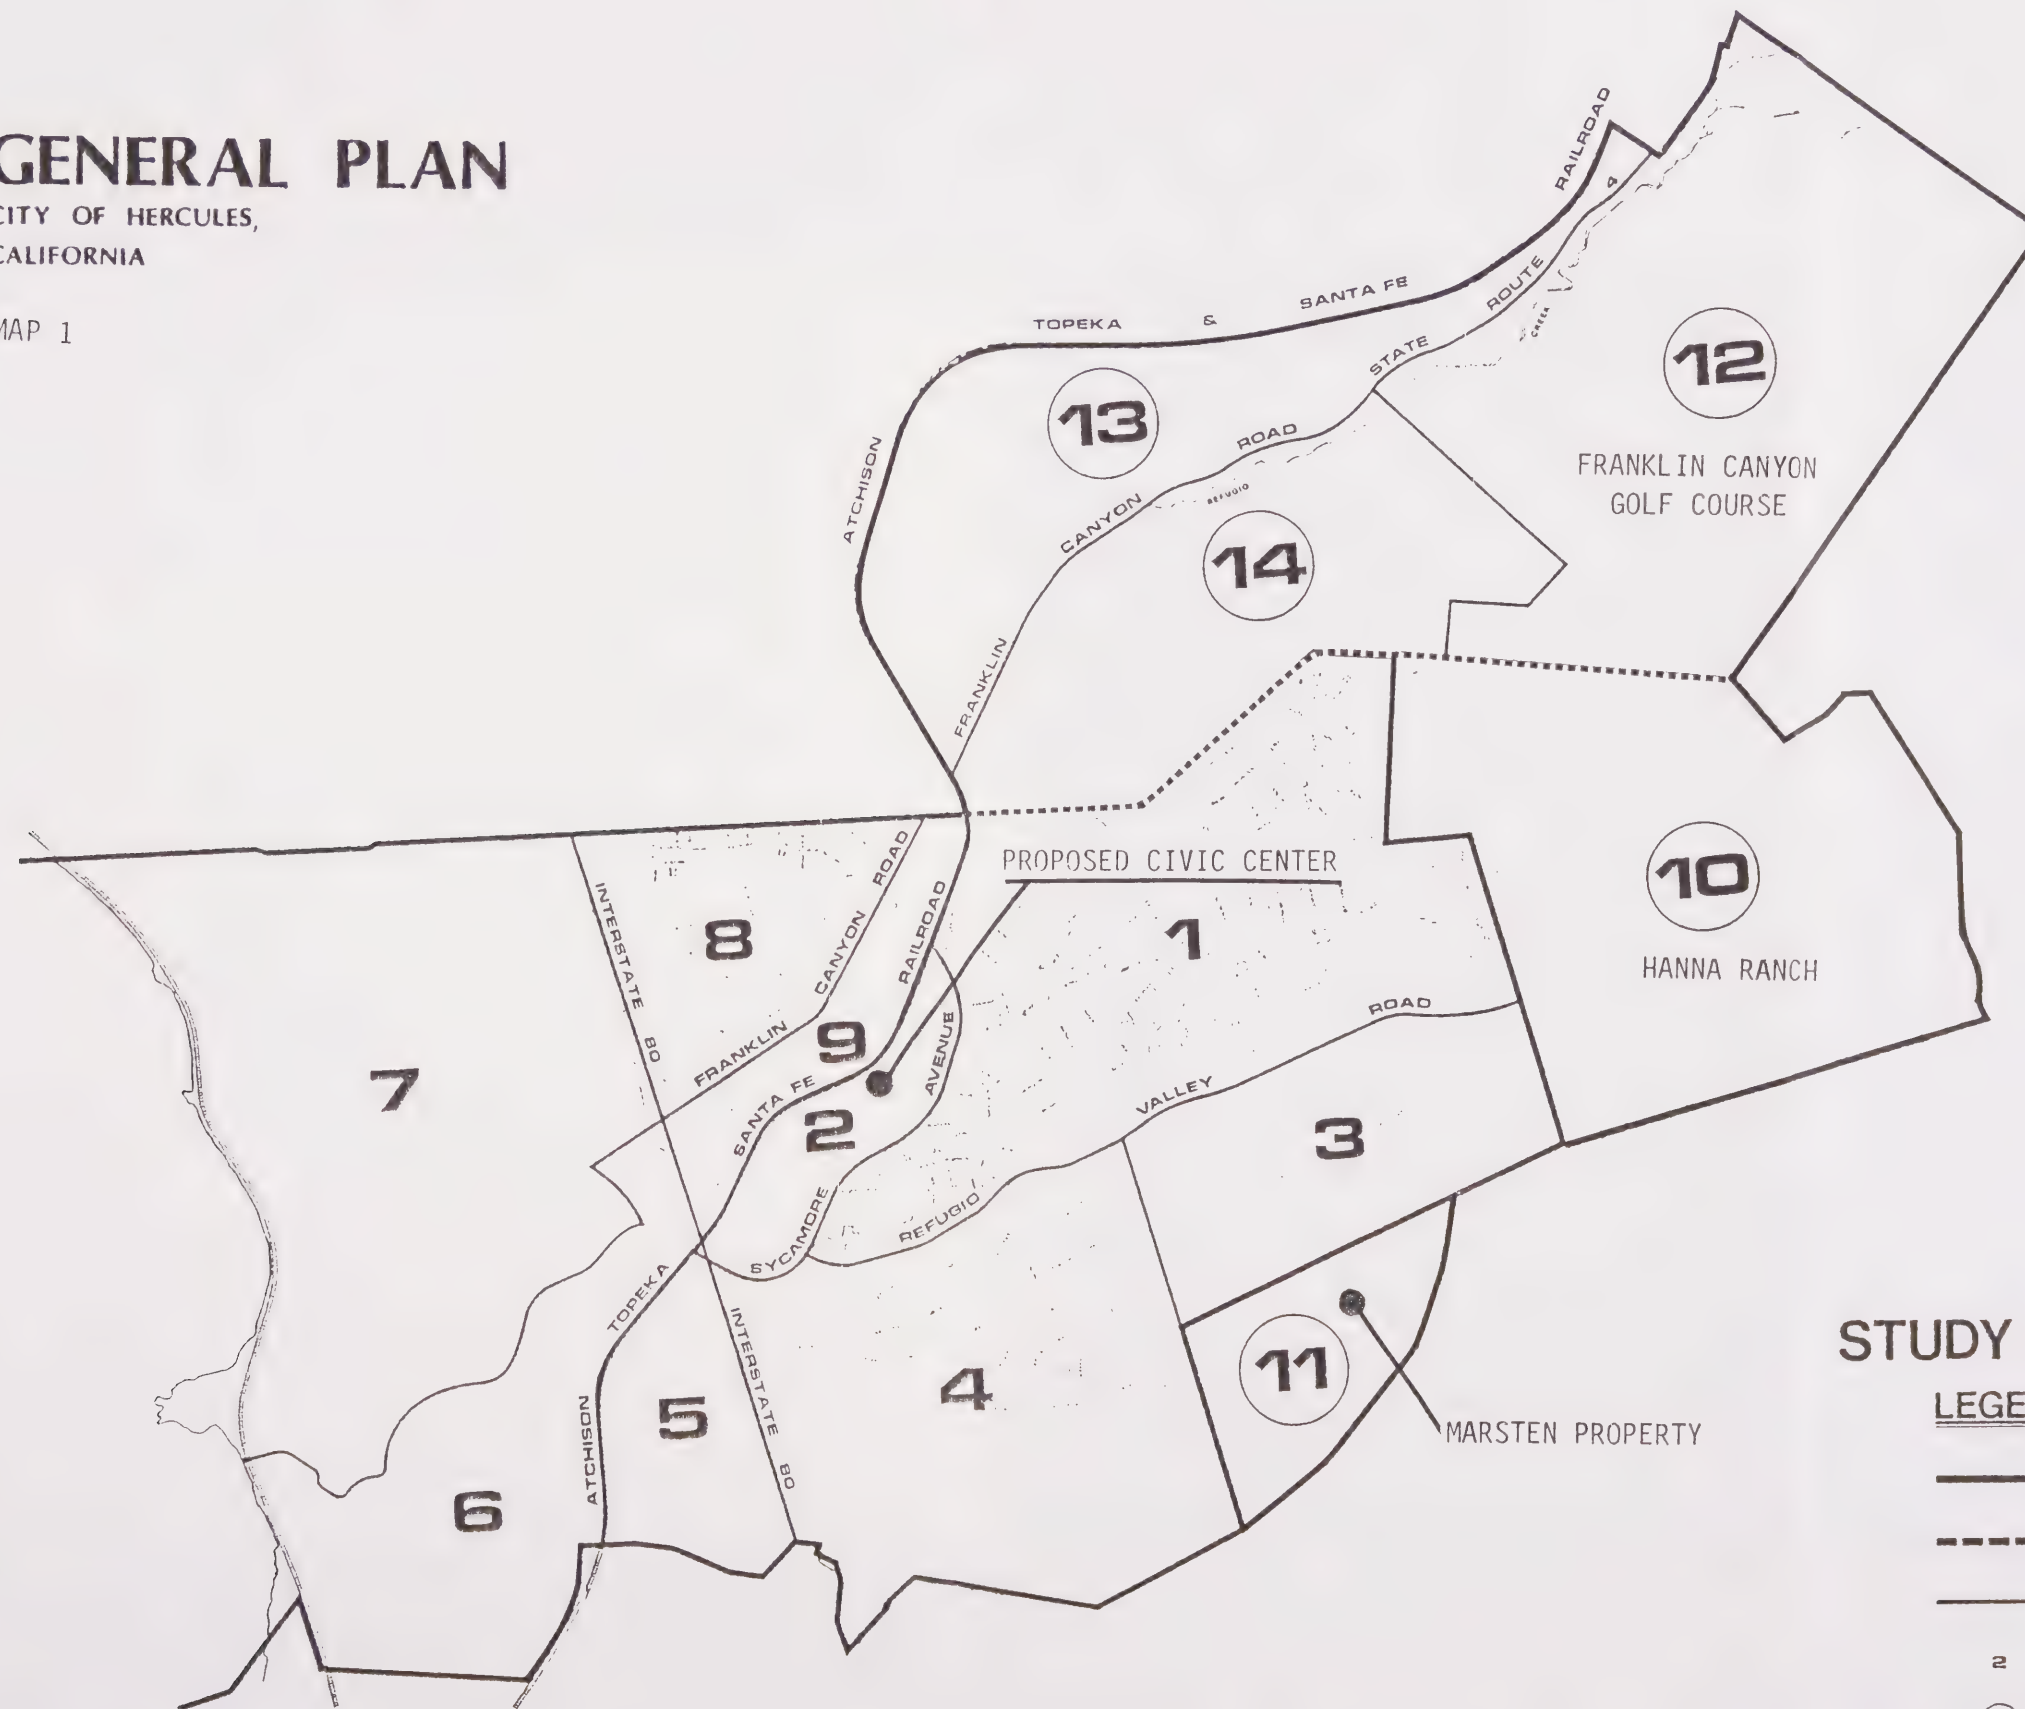 GENERAL PLAN
CITY OF HERCULES,
CALIFORNIA
MAP 1
RAILROAD
4
ROUTE
STATE
SANTA FE
&
TOPEKA
ATCHISON
CREEK
12
FRANKLIN CANYON
GOLF COURSE
13
ROAD
CANYON
FRANKLIN
REFUGIO
14
PROPOSED CIVIC CENTER
10
HANNA RANCH
INTERSTATE
80
8
ROAD
CANYON
FRANKLIN
RAILROAD
SANTA FE
9
1
AVENUE
SYCAMORE
2
7
ROAD
VALLEY
REFUGIO
3
TOPEKA
ATCHISON
INTERSTATE
80
5
4
11
MARSTEN PROPERTY
6
STUDY
LEGE
2